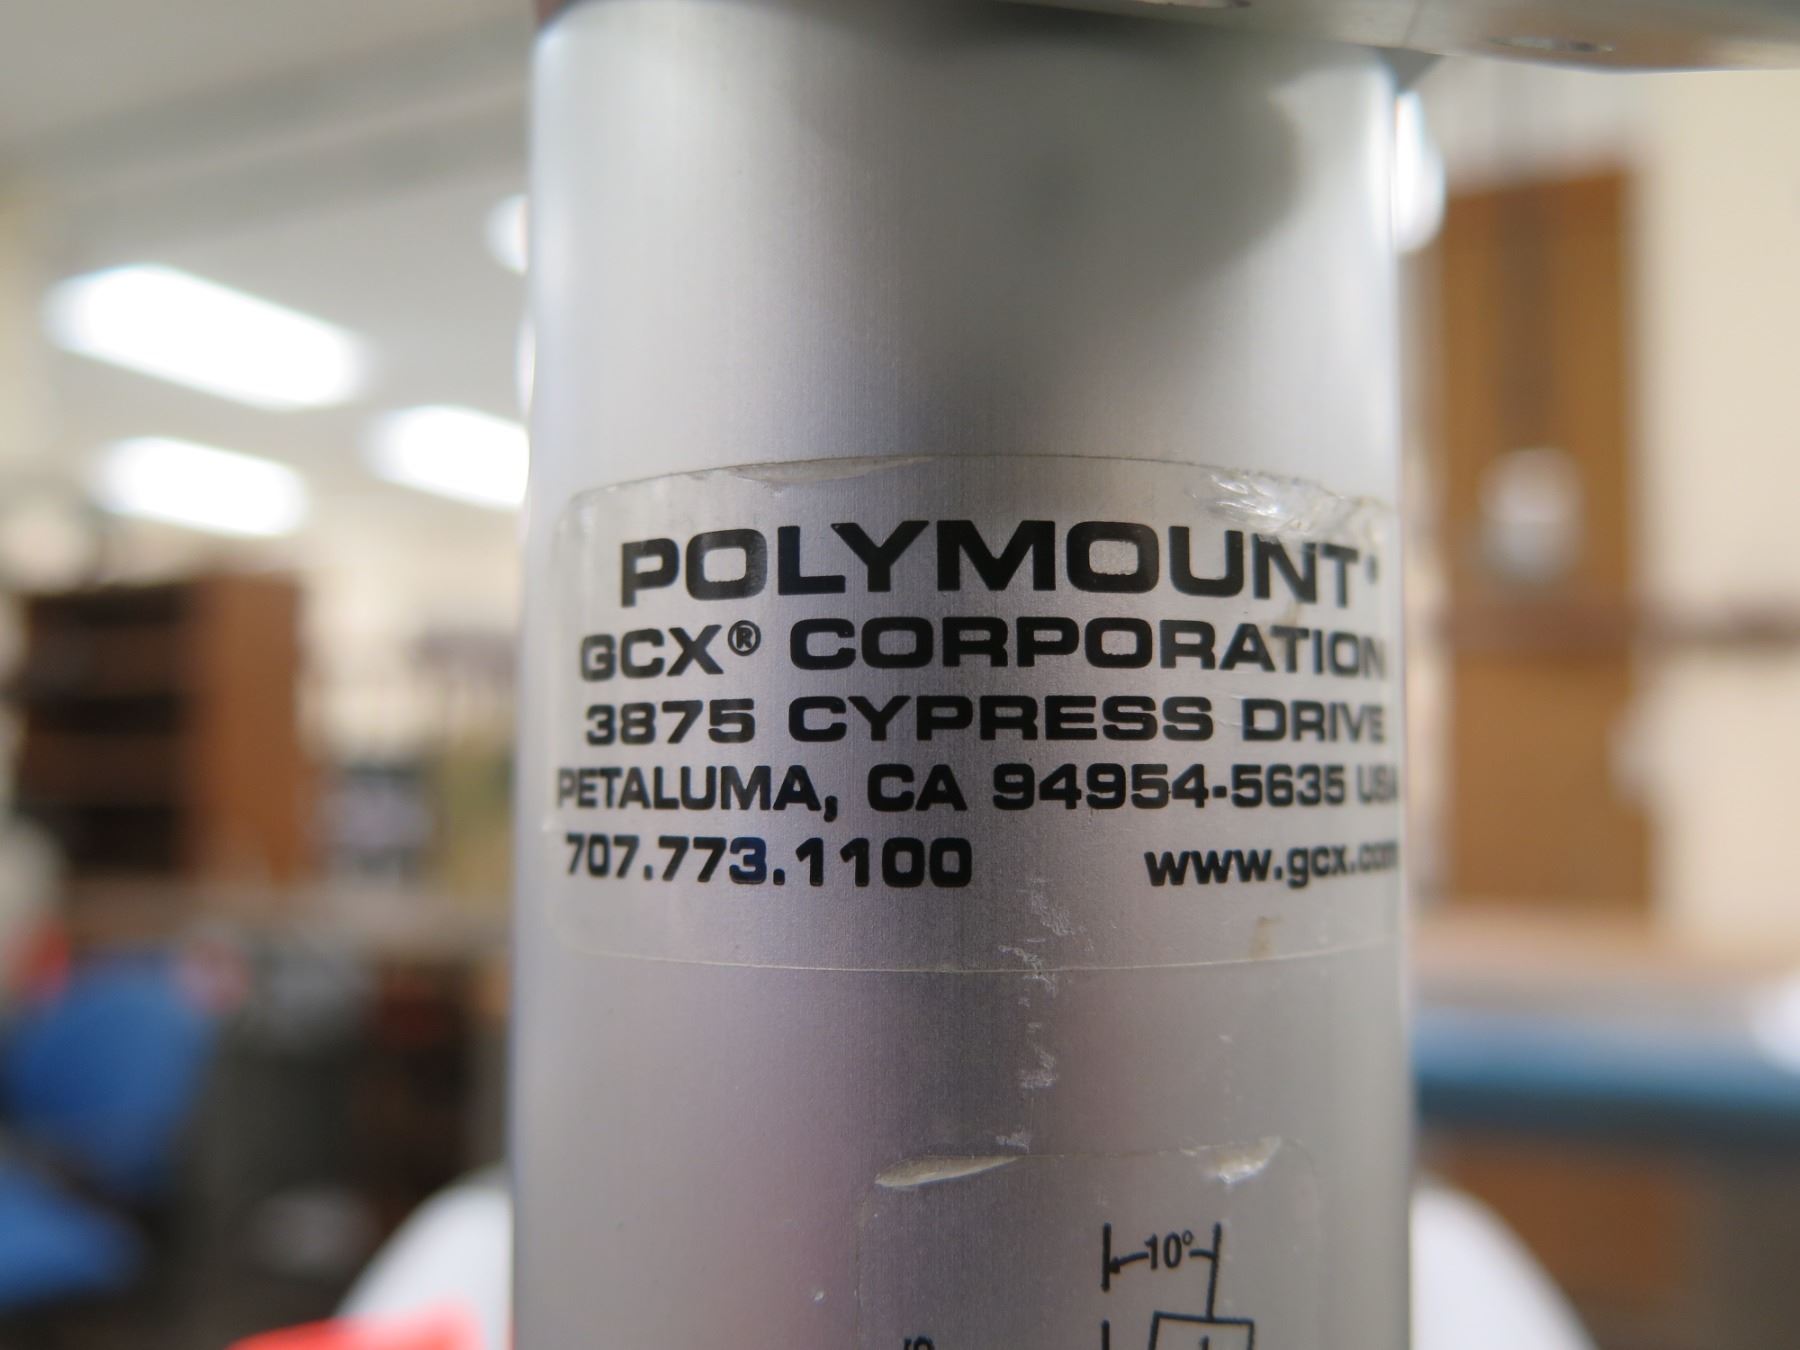 POLYMOUNT
GCX® CORPORATION
3875 CYPRESS DRIVE
PETALUMA, CA 94954-5635 USA
707.773.1100 www.gcx.com
10°